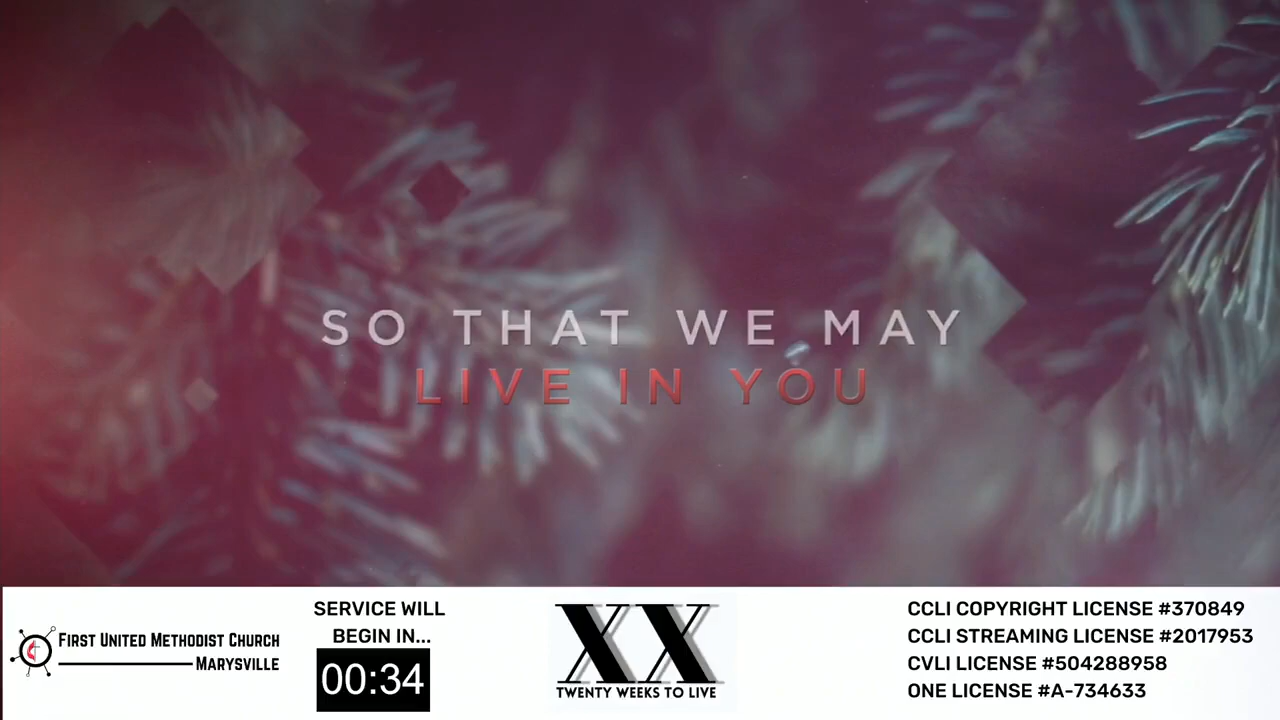 SO THAT WE MAY
LIVE IN YOU
FIRST UNITED METHODIST CHURCH
MARYSVILLE
SERVICE WILL
BEGIN IN...
00:34
XX
TWENTY WEEKS TO LIVE
CCLI COPYRIGHT LICENSE #370849
CCLI STREAMING LICENSE #2017953
CVLI LICENSE #504288958
ONE LICENSE #A-734633